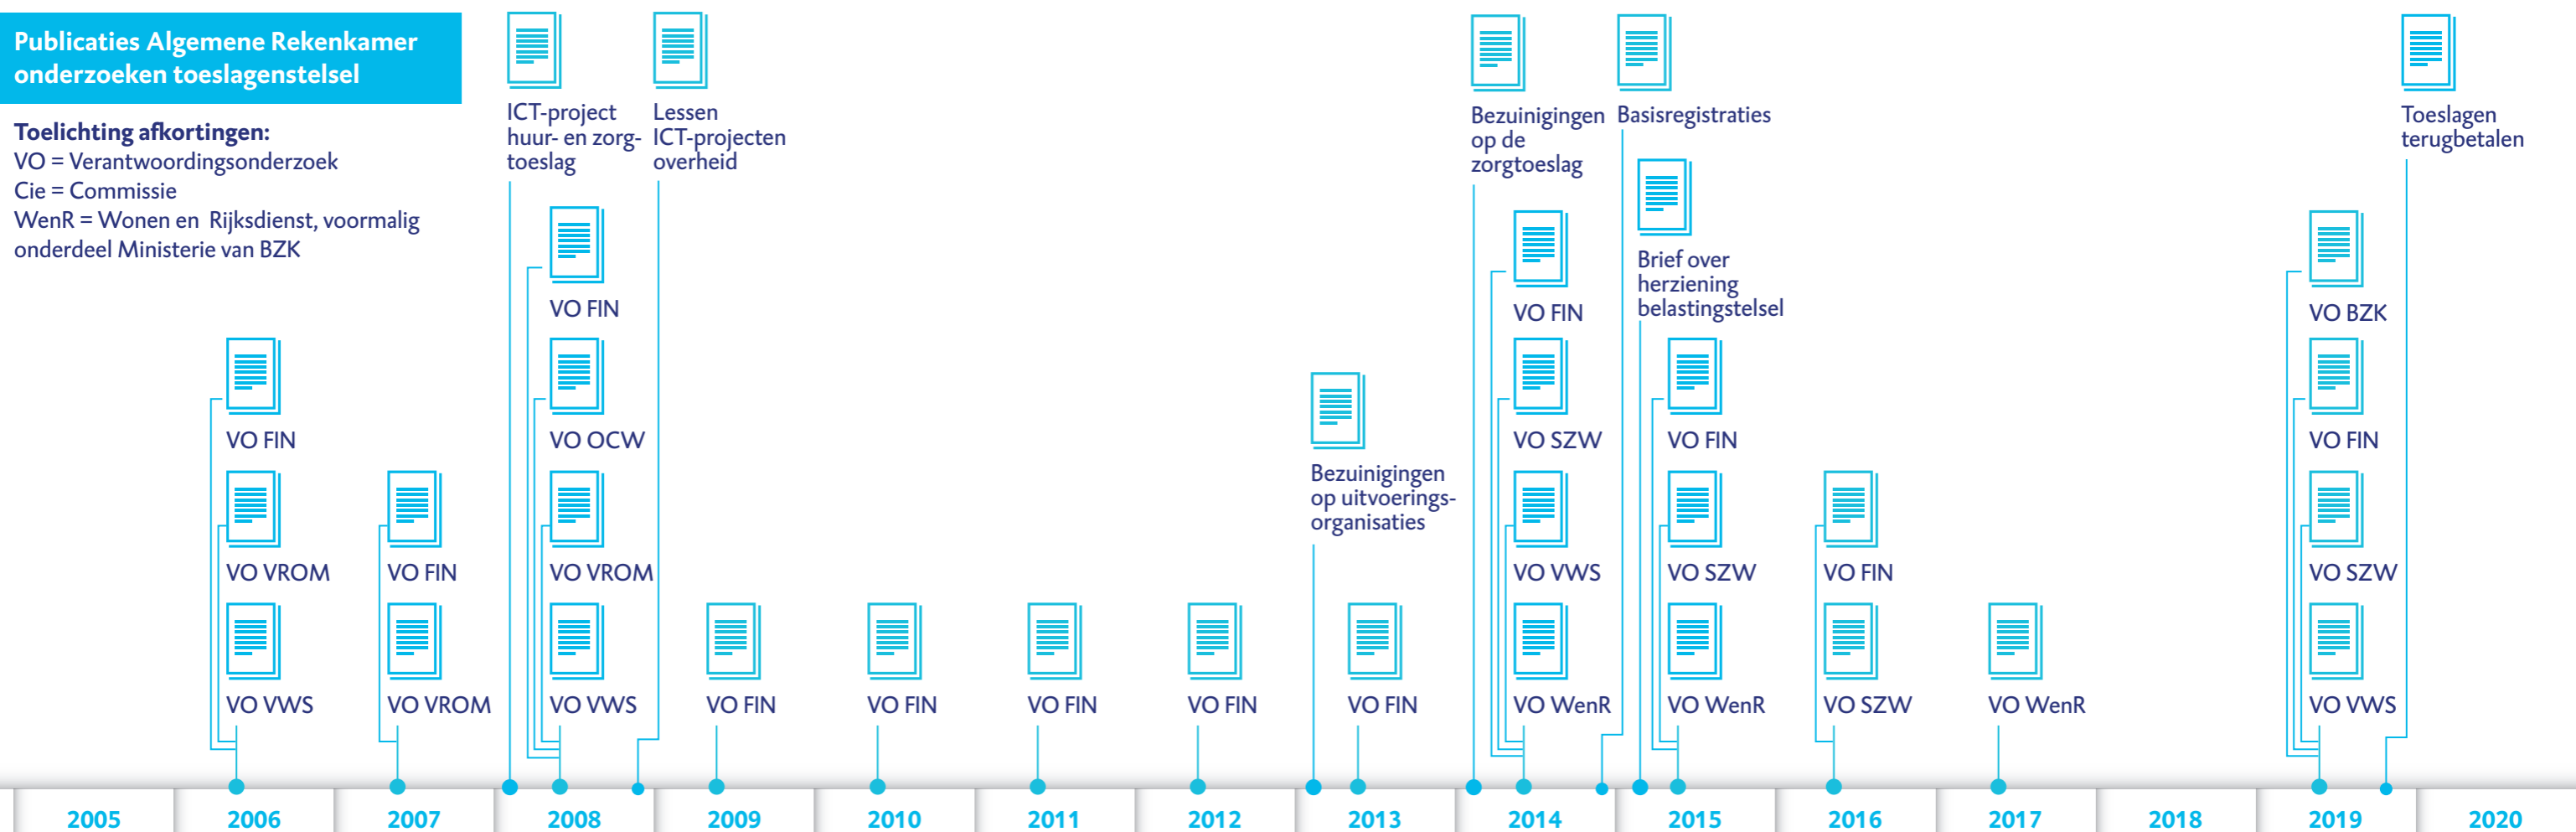 Publicaties Algemene Rekenkamer
onderzoeken toeslagenstelsel
Toelichting afkortingen:
VO = Verantwoordingsonderzoek
Cie = Commissie
WenR = Wonen en Rijksdienst, voormalig
onderdeel Ministerie van BZK
VO FIN
VO VROM
VO VWS
VO FIN
VO VROM
ICT-project
huur- en zorg-
toeslag
VO FIN
VO OCW
VO VROM
VO VWS
Lessen
ICT-projecten
overheid
VO FIN
VO FIN
VO FIN
VO FIN
Bezuinigingen
op uitvoerings-
organisaties
VO FIN
Bezuinigingen
op de
zorgtoeslag
VO FIN
VO SZW
VO VWS
VO WenR
Basisregistraties
Brief over
herziening
belastingstelsel
VO FIN
VO SZW
VO WenR
VO FIN
VO SZW
VO WenR
VO BZK
VO FIN
VO SZW
VO VWS
Toeslagen
terugbetalen
2005
2006
2007
2008
2009
2010
2011
2012
2013
2014
2015
2016
2017
2018
2019
2020